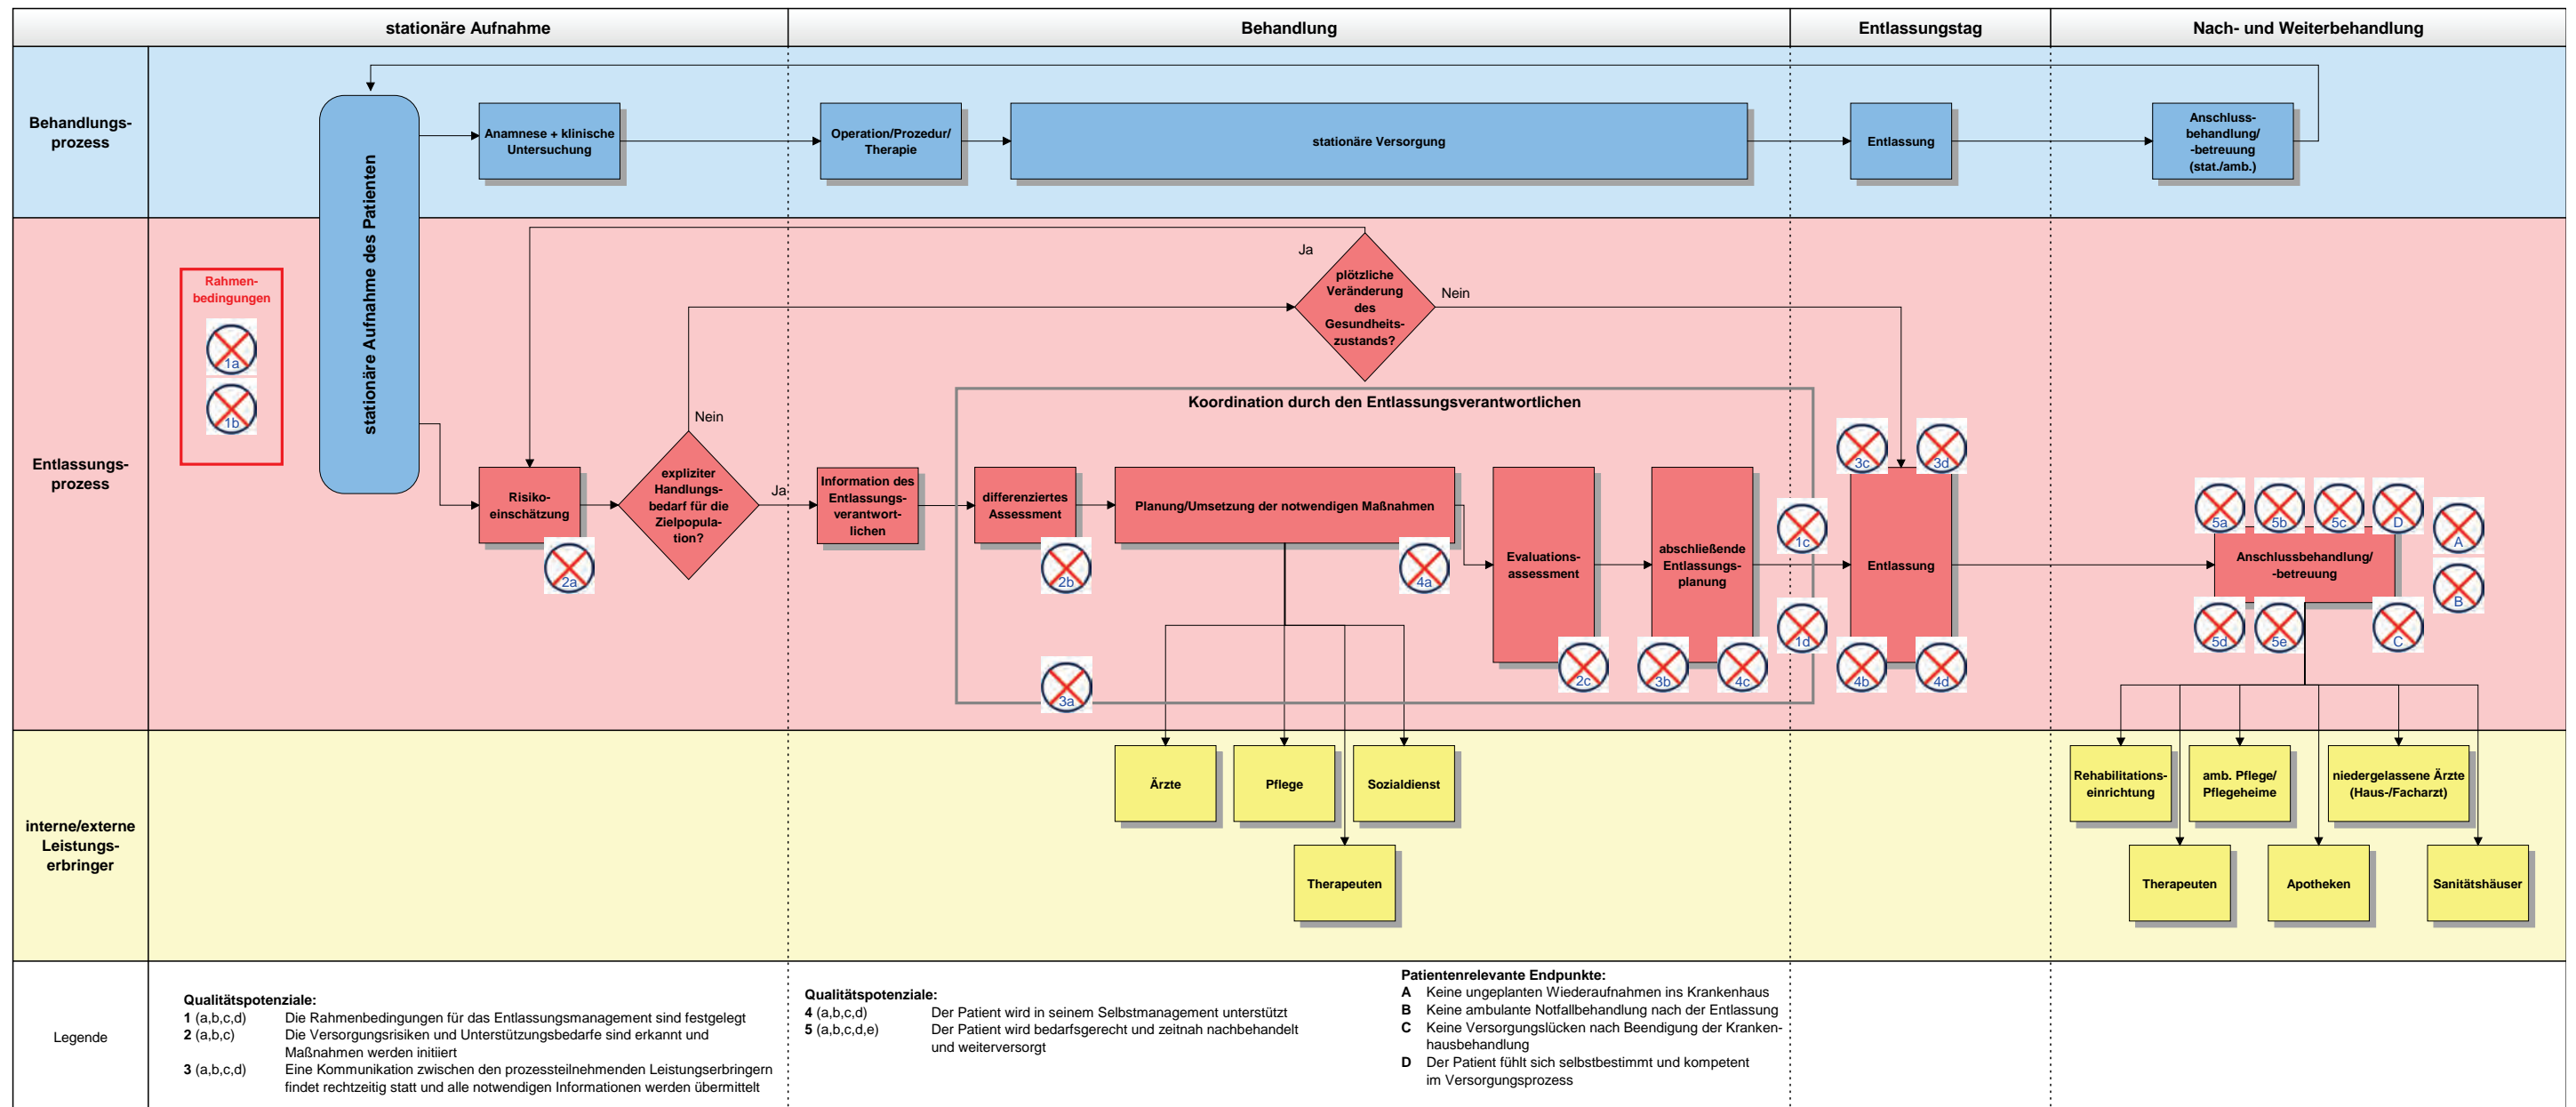 stationäre Aufnahme
Behandlung
Entlassungstag
Nach- und Weiterbehandlung
Behandlungs-
prozess
stationäre Aufnahme des Patienten
Anamnese + klinische
Untersuchung
Operation/Prozedur/
Therapie
stationäre Versorgung
Entlassung
Anschluss-
behandlung/
-betreuung
(stat./amb.)
Entlassungs-
prozess
Rahmen-
bedingungen
1a
1b
Ja
plötzliche
Veränderung
des
Gesundheits-
zustands?
Nein
Nein
Koordination durch den Entlassungsverantwortlichen
Risiko-
einschätzung
2a
expliziter
Handlungs-
bedarf für die
Zielpopula-
tion?
Ja
Information des
Entlassungs-
verantwort-
lichen
differenziertes
Assessment
2b
Planung/Umsetzung der notwendigen Maßnahmen
4a
3a
Evaluations-
assessment
2c
abschließende
Entlassungs-
planung
3b
4c
1c
1d
3c
3d
Entlassung
4b
4d
5a
5b
5c
D
A
Anschlussbehandlung/
-betreuung
B
5d
5e
C
interne/externe
Leistungs-
erbringer
Ärzte
Pflege
Sozialdienst
Therapeuten
Rehabilitations-
einrichtung
amb. Pflege/
Pflegeheime
niedergelassene Ärzte
(Haus-/Facharzt)
Therapeuten
Apotheken
Sanitätshäuser
Legende
Qualitätspotenziale:
1 (a,b,c,d) Die Rahmenbedingungen für das Entlassungsmanagement sind festgelegt
2 (a,b,c) Die Versorgungsrisiken und Unterstützungsbedarfe sind erkannt und
Maßnahmen werden initiiert
3 (a,b,c,d) Eine Kommunikation zwischen den prozessteilnehmenden Leistungserbringern
findet rechtzeitig statt und alle notwendigen Informationen werden übermittelt
Qualitätspotenziale:
4 (a,b,c,d) Der Patient wird in seinem Selbstmanagement unterstützt
5 (a,b,c,d,e) Der Patient wird bedarfsgerecht und zeitnah nachbehandelt
und weiterversorgt
Patientenrelevante Endpunkte:
A Keine ungeplanten Wiederaufnahmen ins Krankenhaus
B Keine ambulante Notfallbehandlung nach der Entlassung
C Keine Versorgungslücken nach Beendigung der Kranken-
hausbehandlung
D Der Patient fühlt sich selbstbestimmt und kompetent
im Versorgungsprozess